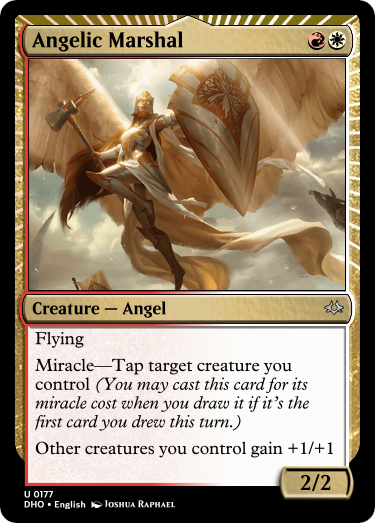 Angelic Marshal
Creature — Angel
Flying
Miracle—Tap target creature you
control (You may cast this card for its
miracle cost when you draw it if it's the
first card you drew this turn.)
Other creatures you control gain +1/+1
2/2
U 0177
DHO • English Joshua Raphael